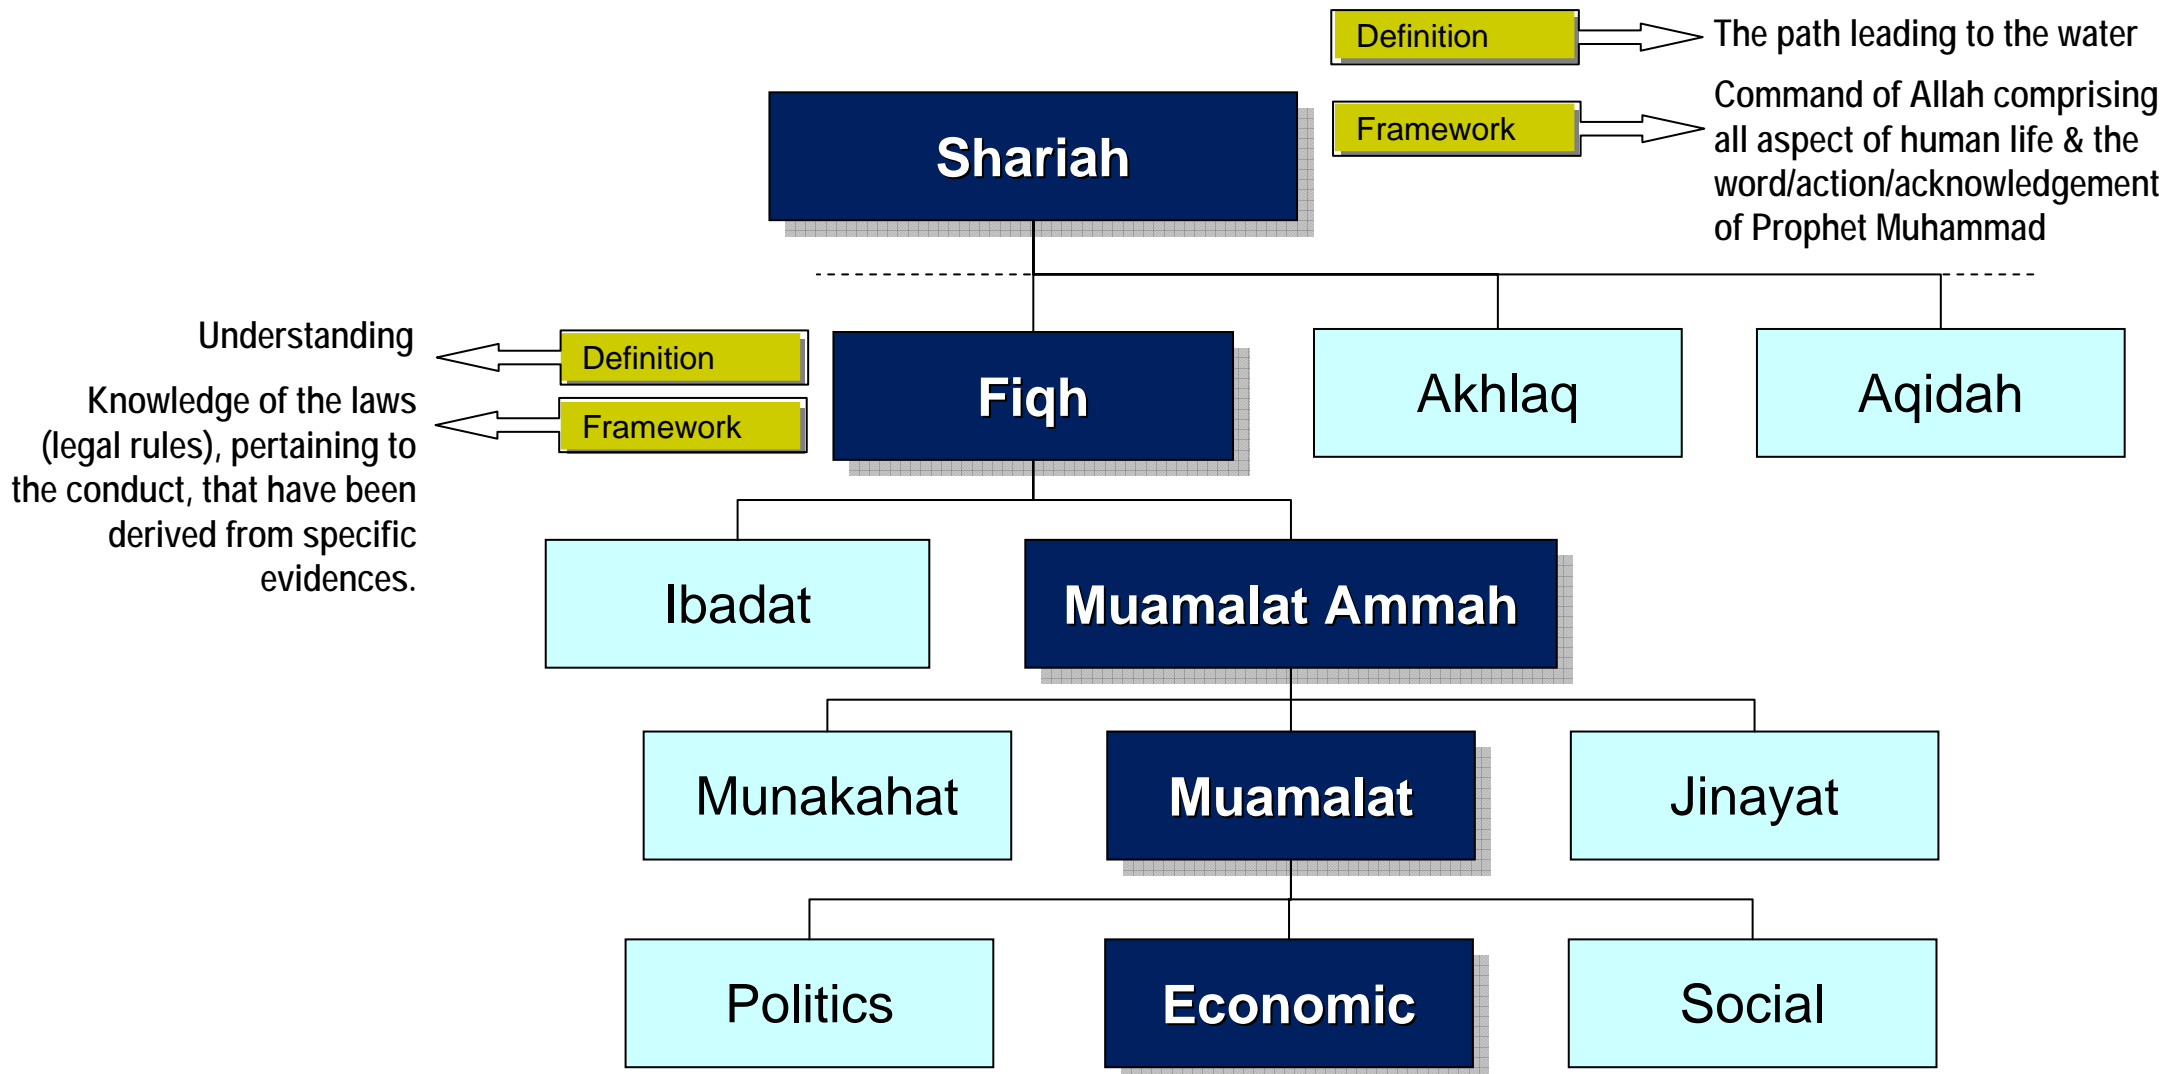 Definition
The path leading to the water
Shariah
Framework
Command of Allah comprising
all aspect of human life & the
word/action/acknowledgement
of Prophet Muhammad
Understanding
Definition
Knowledge of the laws
(legal rules), pertaining to
the conduct, that have been
derived from specific
evidences.
Framework
Fiqh
Akhlaq
Aqidah
Ibadat
Muamalat Ammah
Munakahat
Muamalat
Jinayat
Politics
Economic
Social